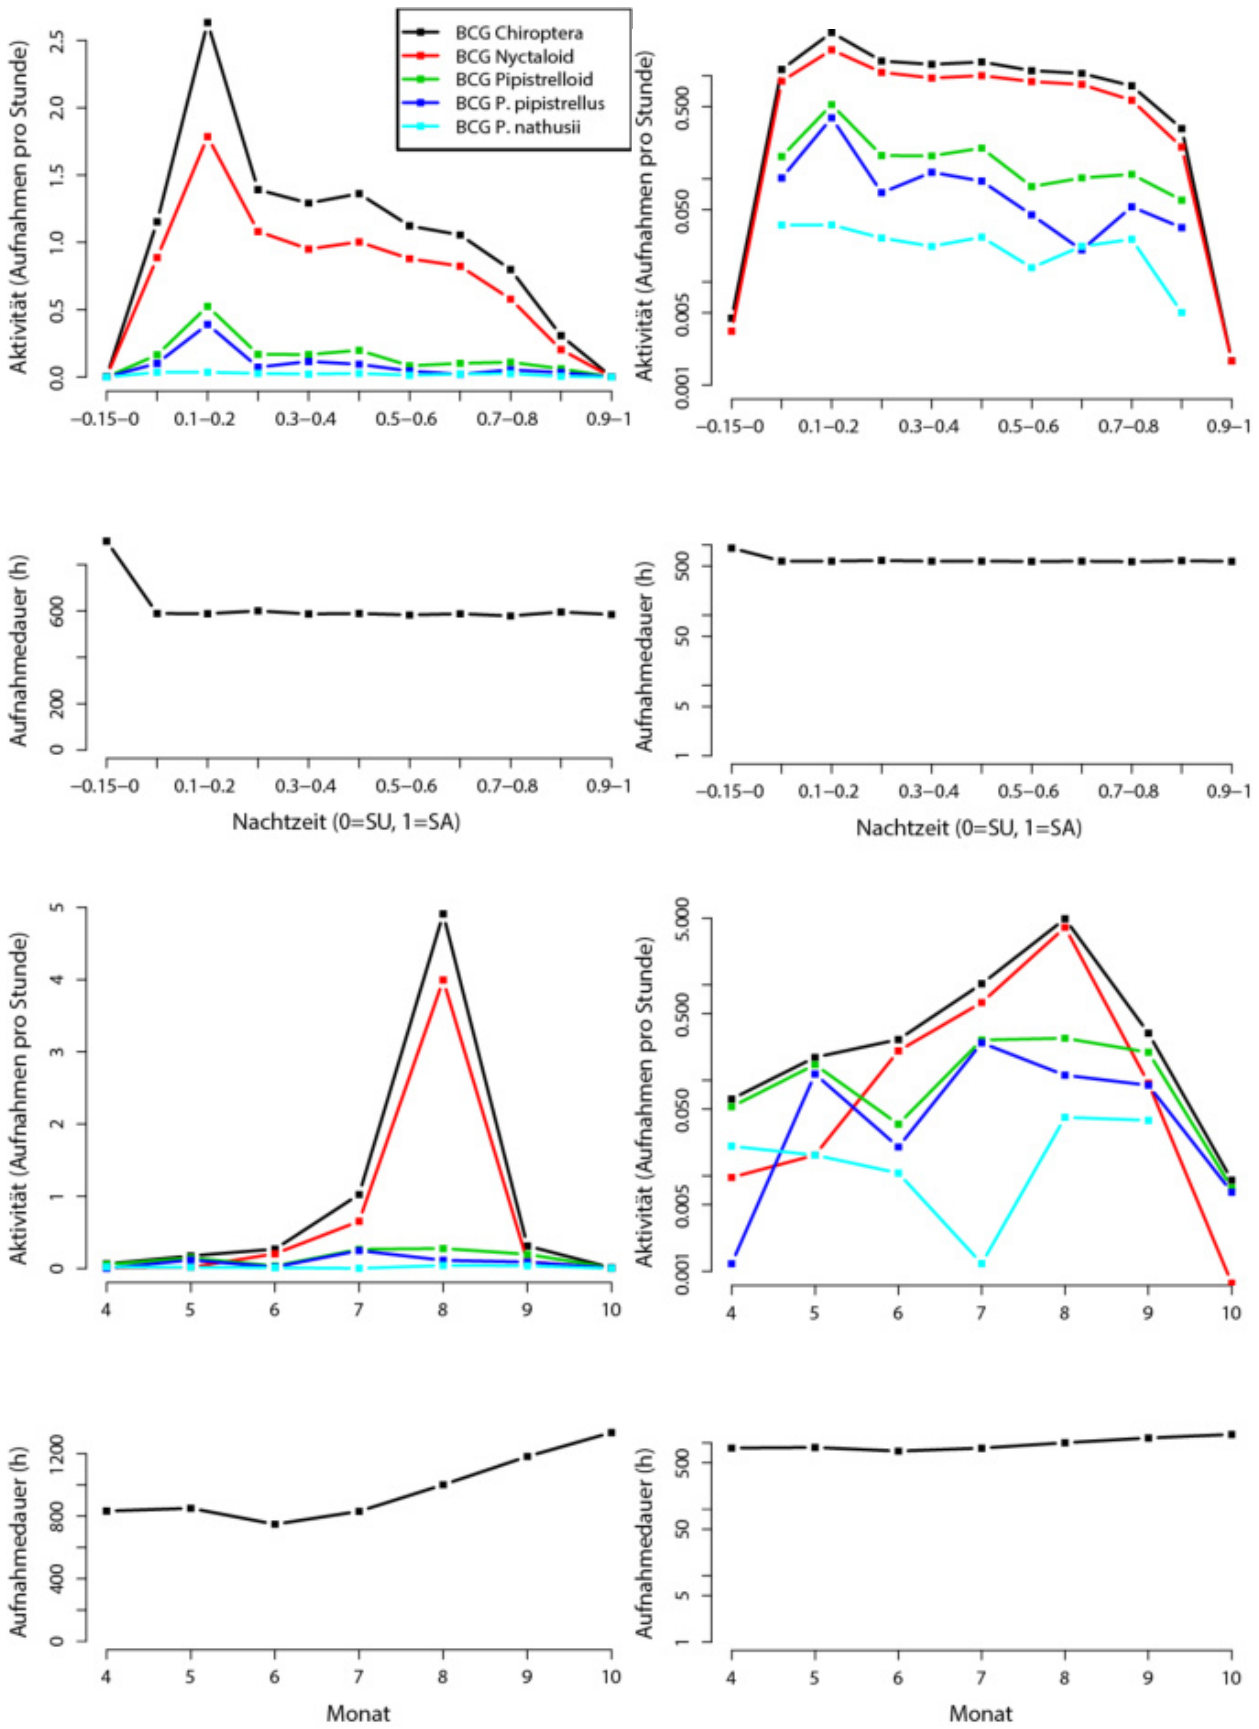 BCG Chiroptera
BCG Nyctaloid
BCG Pipistrelloid
BCG P. pipistrellus
BCG P. nathusii
Aktivität (Aufnahmen pro Stunde)
2.5
2.0
1.5
1.0
0.5
0.0
−0.15−0 0.1−0.2 0.3−0.4 0.5−0.6 0.7−0.8 0.9−1
Aktivität (Aufnahmen pro Stunde)
0.500
0.050
0.005
0.001
−0.15−0 0.1−0.2 0.3−0.4 0.5−0.6 0.7−0.8 0.9−1
Aufnahmedauer (h)
600
200
0
−0.15−0 0.1−0.2 0.3−0.4 0.5−0.6 0.7−0.8 0.9−1
Nachtzeit (0=SU, 1=SA)
Aufnahmedauer (h)
500
50
5
1
−0.15−0 0.1−0.2 0.3−0.4 0.5−0.6 0.7−0.8 0.9−1
Nachtzeit (0=SU, 1=SA)
Aktivität (Aufnahmen pro Stunde)
5
4
3
2
1
0
4 5 6 7 8 9 10
Aktivität (Aufnahmen pro Stunde)
5.000
0.500
0.050
0.005
0.001
4 5 6 7 8 9 10
Aufnahmedauer (h)
1200
800
400
0
4 5 6 7 8 9 10
Monat
Aufnahmedauer (h)
500
50
5
1
4 5 6 7 8 9 10
Monat